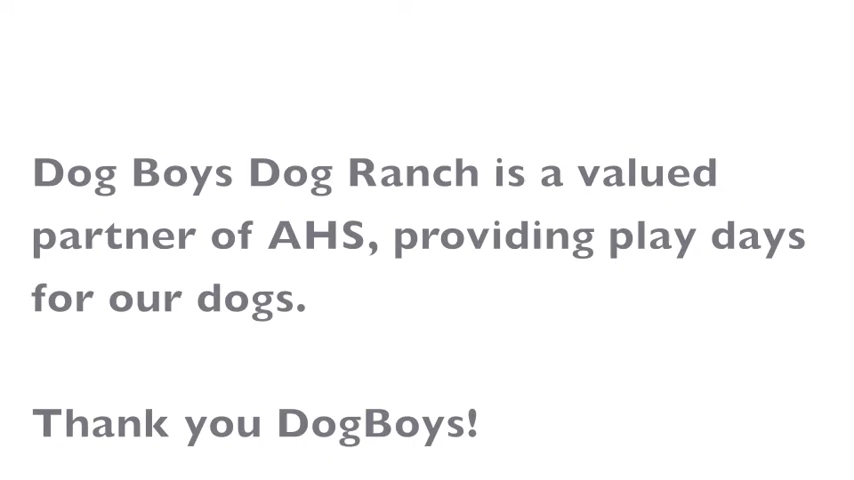 Dog Boys Dog Ranch is a valued
partner of AHS, providing play days
for our dogs.
Thank you DogBoys!